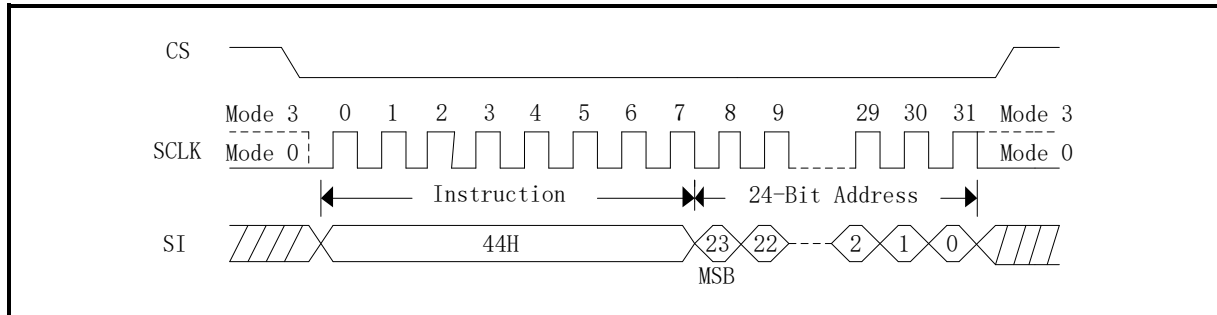 CS
Mode 3 0 1 2 3 4 5 6 7 8 9 29 30 31 Mode 3
SCLK Mode 0 Mode 0
Instruction 24-Bit Address
SI 44H 23 22 2 1 0
MSB